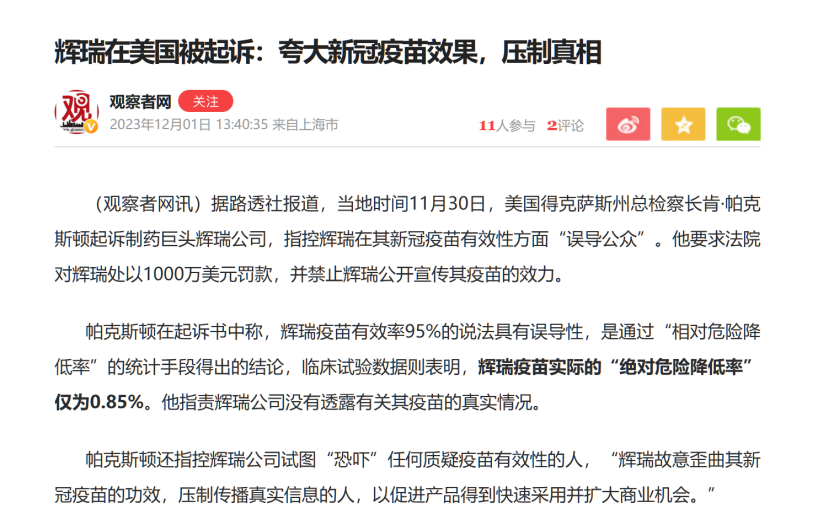 辉瑞在美国被起诉：夸大新冠疫苗效果，压制真相
观
观察者网 关注
2023年12月01日 13:40:35 来自上海市
11人参与 2评论
（观察者网讯）据路透社报道，当地时间11月30日，美国得克萨斯州总检察长肯·帕克
斯顿起诉制药巨头辉瑞公司，指控辉瑞在其新冠疫苗有效性方面“误导公众”。他要求法院
对辉瑞处以1000万美元罚款，并禁止辉瑞公开宣传其疫苗的效力。
帕克斯顿在起诉书中称，辉瑞疫苗有效率95%的说法具有误导性，是通过“相对危险降
低率”的统计手段得出的结论，临床试验数据则表明，辉瑞疫苗实际的“绝对危险降低率”
仅为0.85%。他指责辉瑞公司没有透露有关其疫苗的真实情况。
帕克斯顿还指控辉瑞公司试图“恐吓”任何质疑疫苗有效性的人，“辉瑞故意歪曲其新
冠疫苗的功效，压制传播真实信息的人，以促进产品得到快速采用并扩大商业机会。”